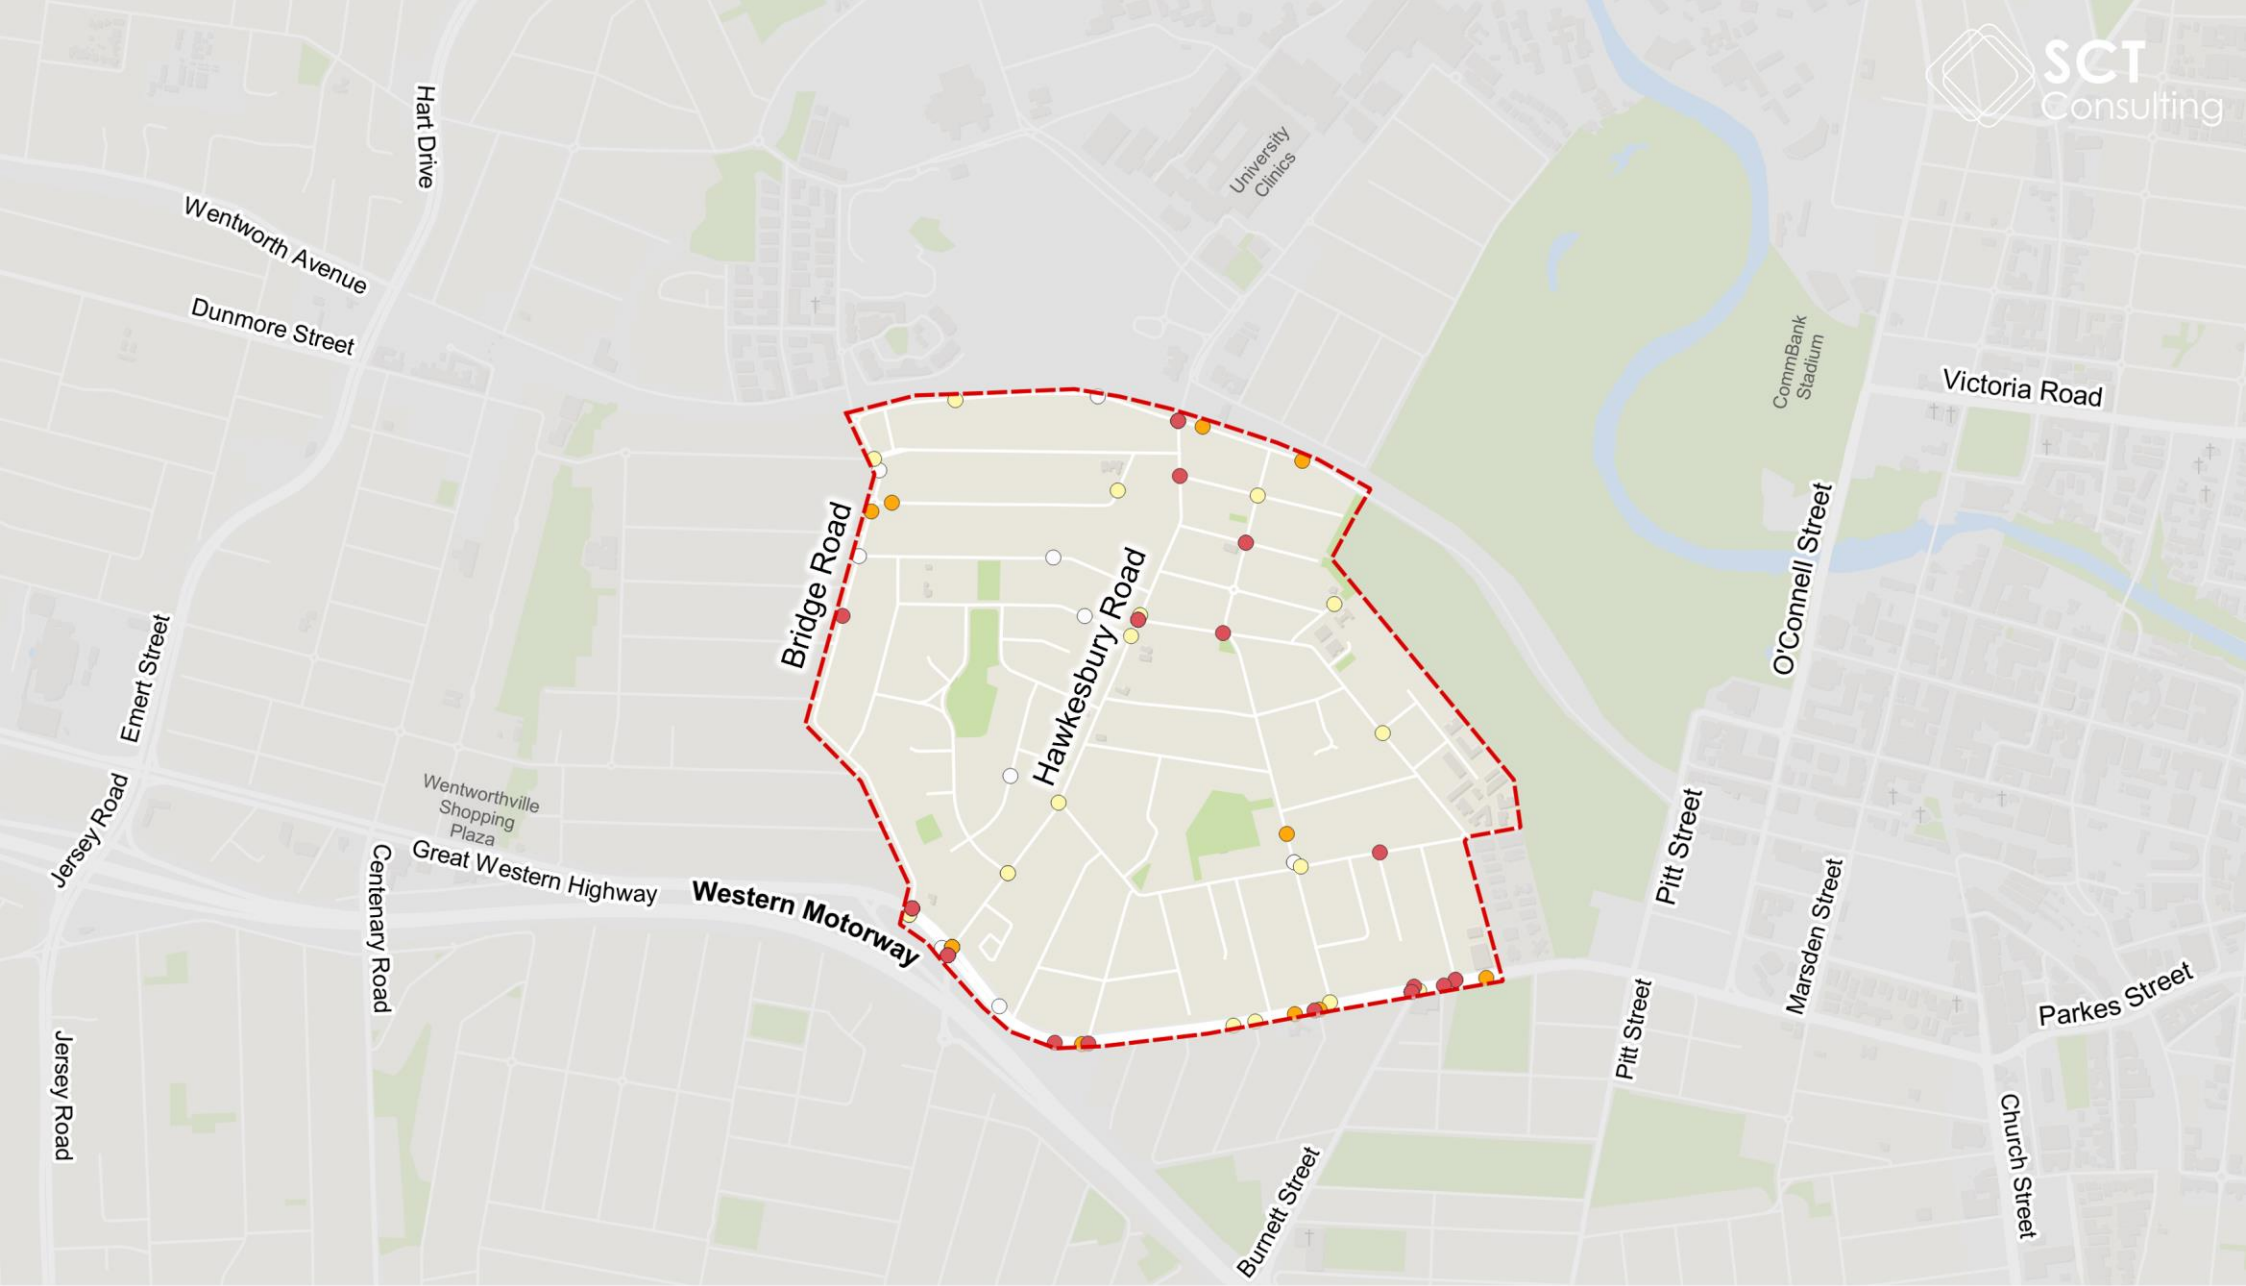 SCT
Consulting
Hart Drive
University
Clinics
Wentworth Avenue
Dunmore Street
CommBank
Stadium
Victoria Road
Bridge Road
Hawkesbury Road
O'Connell Street
Emert Street
Jersey Road
Wentworthville
Shopping
Plaza
Great Western Highway
Western Motorway
Centenary Road
Pitt Street
Marsden Street
Parkes Street
Pitt Street
Jersey Road
Burnett Street
Church Street